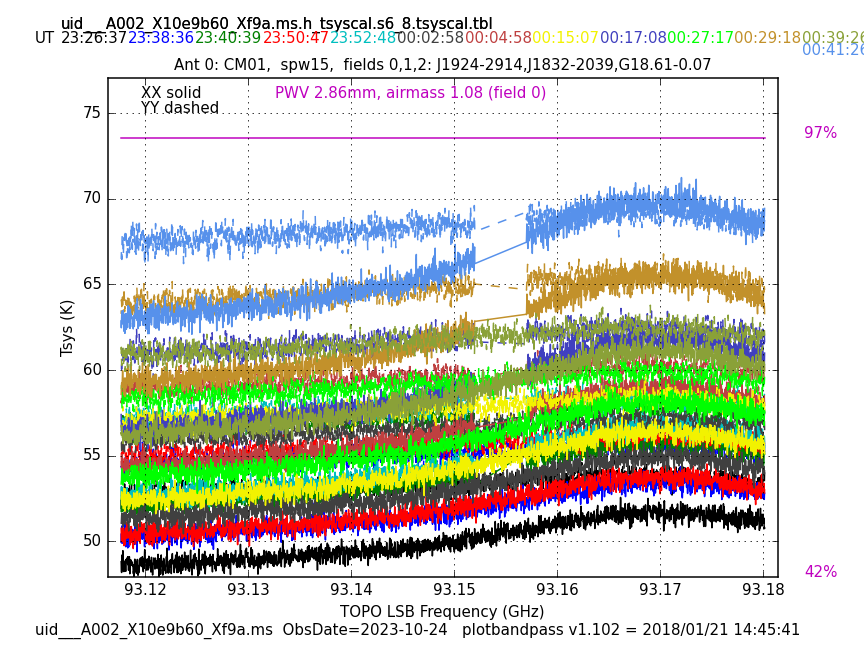 uid___A002_X10e9b60_Xf9a.ms.h_tsyscal.s6_8.tsyscal.tbl
UT 23:26:37 23:38:36 23:40:39 23:50:47 23:52:48 00:02:58 00:04:58 00:15:07 00:17:08 00:27:17 00:29:18 00:39:26
00:41:26
Ant 0: CM01,  spw15,  fields 0,1,2: J1924-2914,J1832-2039,G18.61-0.07
XX solid
PWV 2.86mm, airmass 1.08 (field 0)
YY dashed
75
97%
70
65
Tsys (K)
60
55
50
42%
93.12 93.13 93.14 93.15 93.16 93.17 93.18
TOPO LSB Frequency (GHz)
uid___A002_X10e9b60_Xf9a.ms  ObsDate=2023-10-24   plotbandpass v1.102 = 2018/01/21 14:45:41